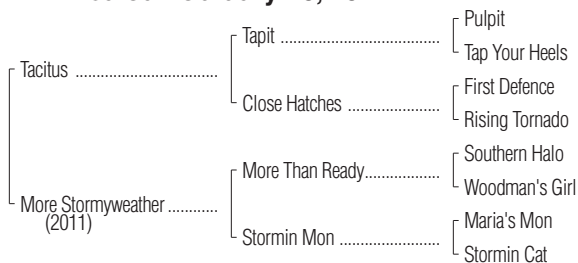 Pulpit
Tapit ........................................
Tap Your Heels
Tacitus ....................................
First Defence
Close Hatches .......................
Rising Tornado
Southern Halo
More Than Ready...................
Woodman's Girl
More Stormyweather ............
(2011)
Maria's Mon
Stormin Mon .........................
Stormin Cat